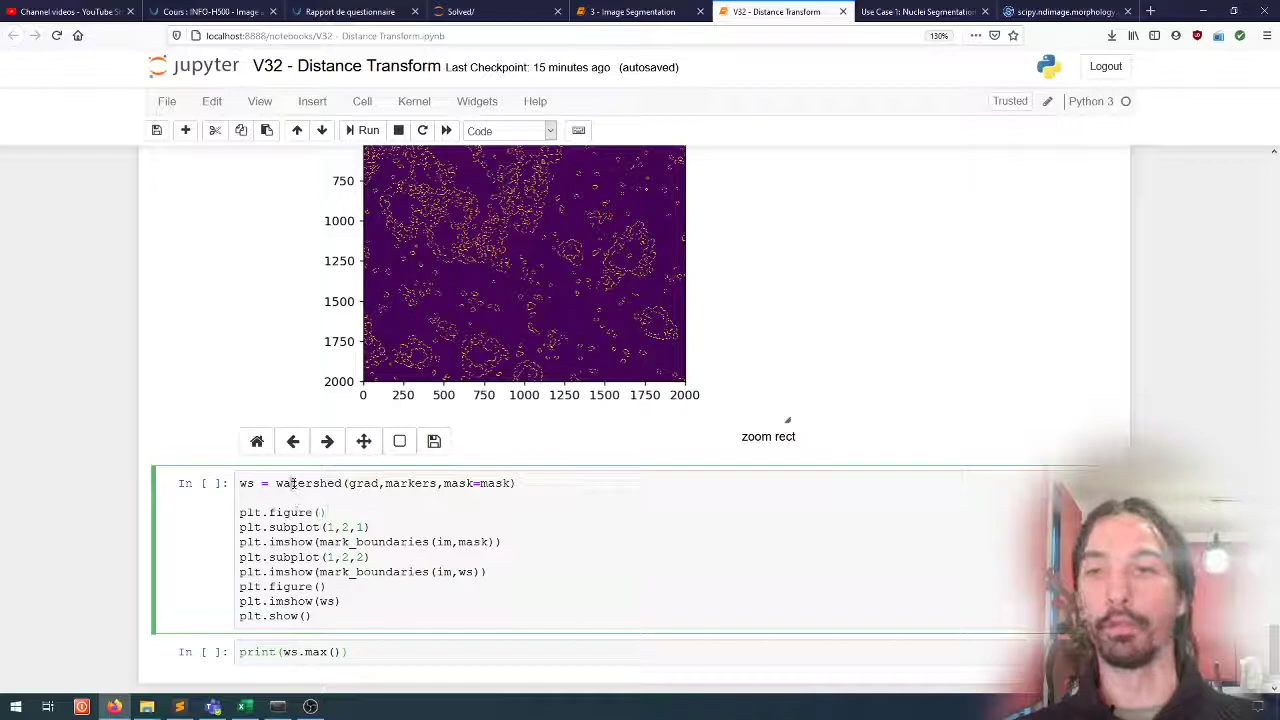 Channel videos - YouTube St
Cours : INFO-H500 - Image a
Rapport de questionnaire
Solved/
3 - Image Segmentation
V32 - Distance Transform
Use Case 1: Nuclei Segmentation
scipy.ndimage.morphology.
localhost:8888/notebooks/V32 - Distance Transform.ipynb
130%
jupyter V32 - Distance Transform Last Checkpoint: 15 minutes ago (autosaved)
Logout
File Edit View Insert Cell Kernel Widgets Help
Trusted
Python 3
Run
Code
750
1000
1250
1500
1750
2000
0 250 500 750 1000 1250 1500 1750 2000
zoom rect
In [ ]: ws = watershed(grad,markers,mask=mask)
plt.figure()
plt.subplot(1,2,1)
plt.imshow(mark_boundaries(im,mask))
plt.subplot(1,2,2)
plt.imshow(mark_boundaries(im,ws))
plt.figure()
plt.imshow(ws)
plt.show()
In [ ]: print(ws.max())